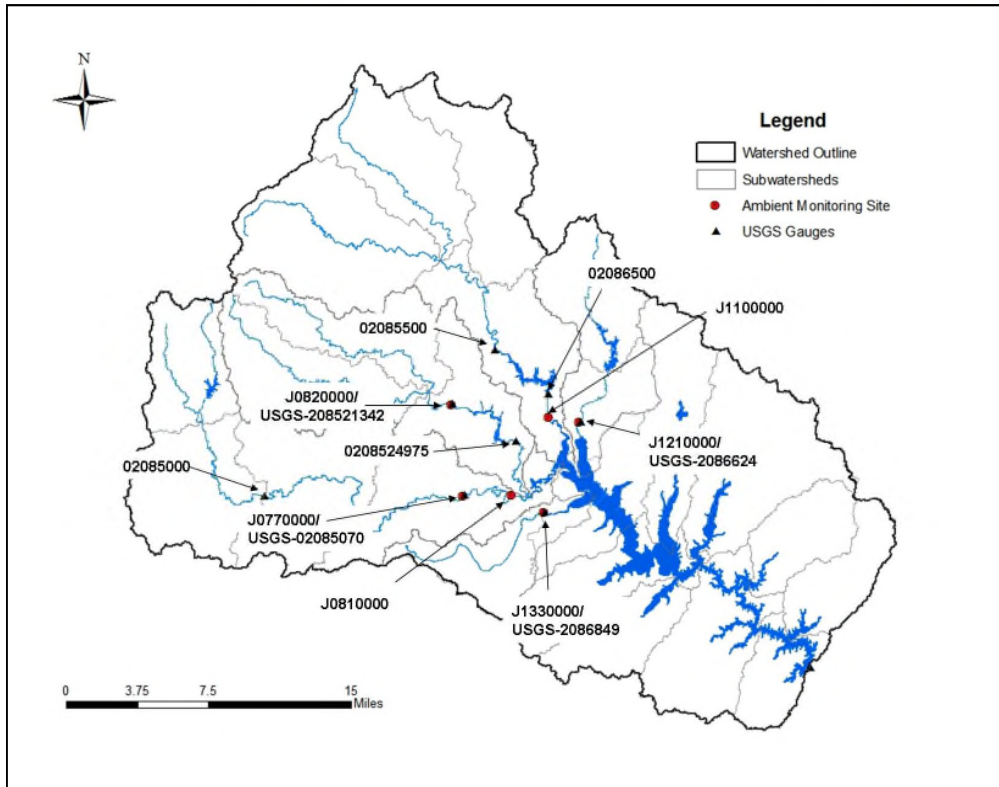 N
Legend
Watershed Outline
Subwatersheds
Ambient Monitoring Site
USGS Gauges
02086500
J1100000
02085500
J0820000/
USGS-208521342
0208524975
J1210000/
USGS-2086624
02085000
J0770000/
USGS-02085070
J0810000
J1330000/
USGS-2086849
0 3.75 7.5 15
Miles